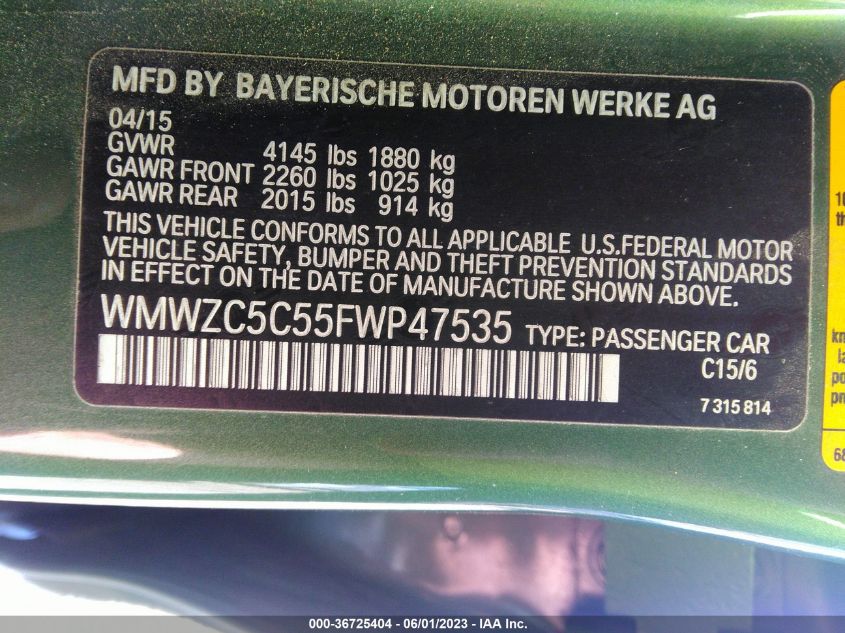 MFD BY BAYERISCHE MOTOREN WERKE AG
04/15
GVWR 4145 lbs 1880 kg
GAWR FRONT 2260 lbs 1025 kg
GAWR REAR 2015 lbs 914 kg
THIS VEHICLE CONFORMS TO ALL APPLICABLE U.S.FEDERAL MOTOR
VEHICLE SAFETY, BUMPER AND THEFT PREVENTION STANDARDS
IN EFFECT ON THE DATE OF MANUFACTURE SHOWN ABOVE.
WMWZC5C55FWP47535 TYPE: PASSENGER CAR
C15/6
7 315 814
000-36725404 - 06/01/2023 - IAA Inc.